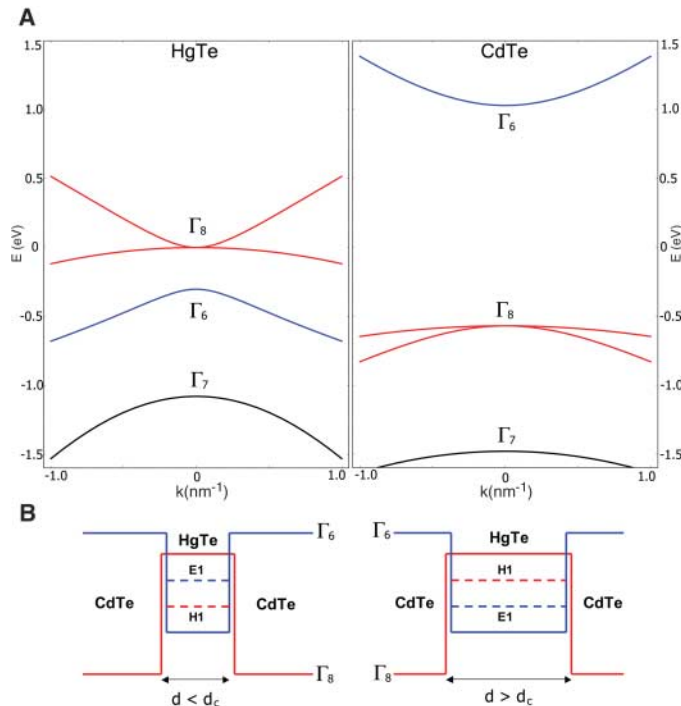 A
HgTe
CdTe
1.5
1.0
0.5
0
-0.5
-1.0
-1.5
E (eV)
Γ8
Γ6
Γ7
-1.0
0
1.0
k(nm-1)
Γ6
Γ8
Γ7
1.5
1.0
0.5
0
-0.5
-1.0
-1.5
E (eV)
-1.0
0
1.0
k(nm-1)
B
HgTe
Γ6
E1
CdTe
CdTe
H1
Γ8
d < dc
Γ6
HgTe
H1
CdTe
CdTe
E1
Γ8
d > dc